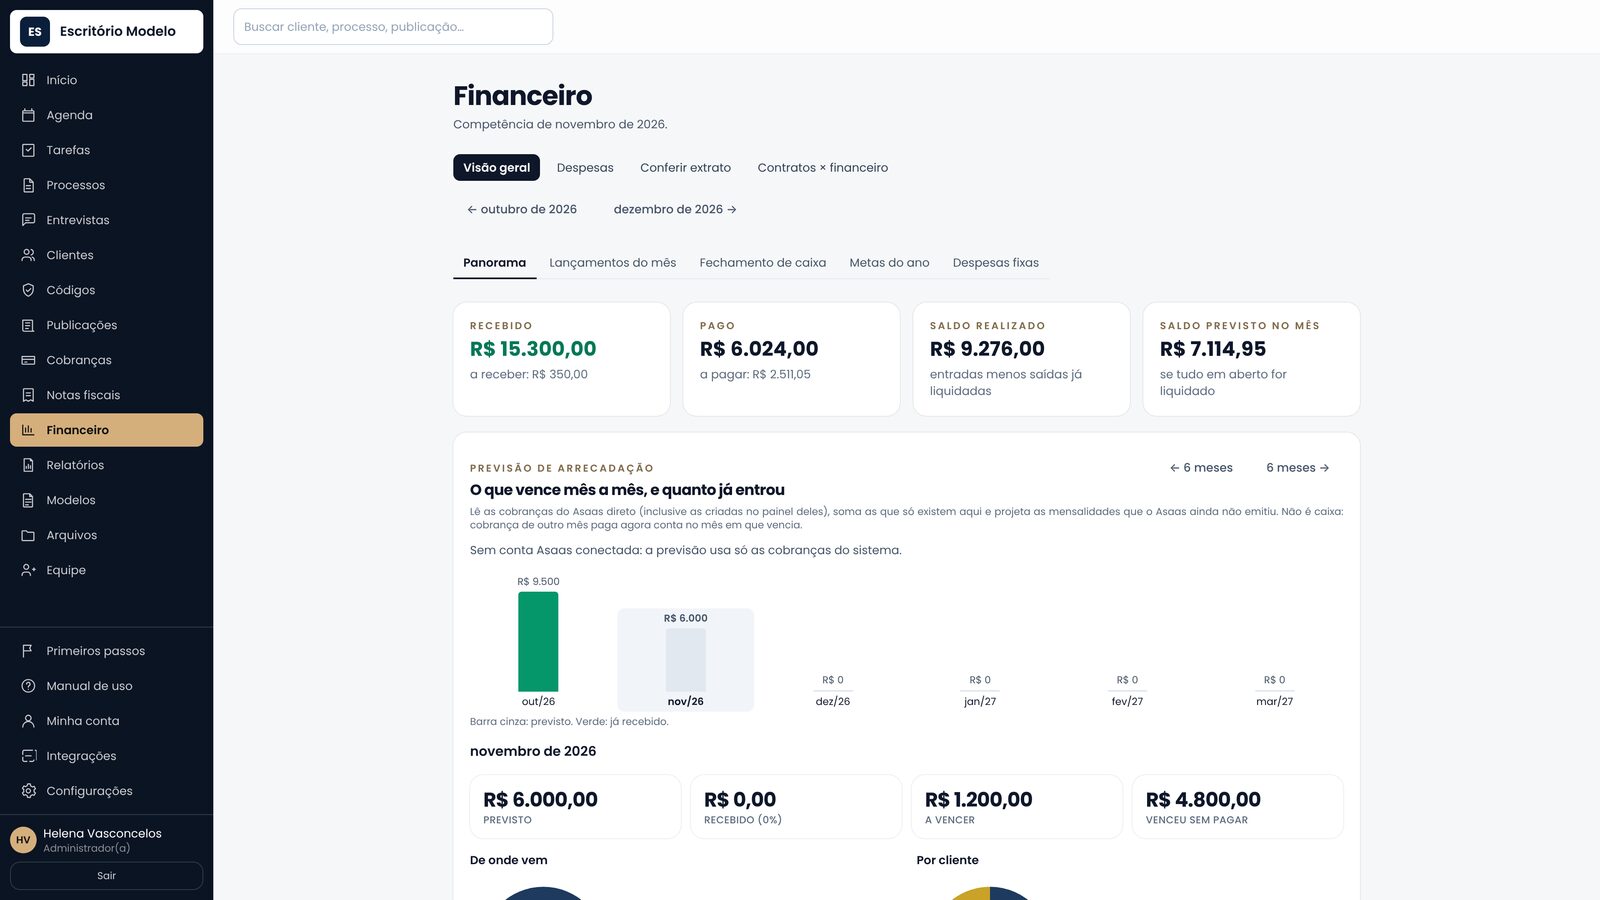 ES
Escritório Modelo
Buscar cliente, processo, publicação...
Início
Agenda
Tarefas
Processos
Entrevistas
Clientes
Códigos
Publicações
Cobranças
Notas fiscais
Financeiro
Relatórios
Modelos
Arquivos
Equipe
Primeiros passos
Manual de uso
Minha conta
Integrações
Configurações
HV
Helena Vasconcelos
Administrador(a)
Sair
Financeiro
Competência de novembro de 2026.
Visão geral Despesas Conferir extrato Contratos × financeiro
← outubro de 2026 dezembro de 2026 →
Panorama Lançamentos do mês Fechamento de caixa Metas do ano Despesas fixas
RECEBIDO
R$ 15.300,00
a receber: R$ 350,00
PAGO
R$ 6.024,00
a pagar: R$ 2.511,05
SALDO REALIZADO
R$ 9.276,00
entradas menos saídas já
liquidadas
SALDO PREVISTO NO MÊS
R$ 7.114,95
se tudo em aberto for
liquidado
PREVISÃO DE ARRECADAÇÃO
← 6 meses 6 meses →
O que vence mês a mês, e quanto já entrou
Lê as cobranças do Asaas direto (inclusive as criadas no painel deles), soma as que só existem aqui e projeta as mensalidades que o Asaas ainda não emitiu. Não é caixa:
cobrança de outro mês paga agora conta no mês em que vencia.
Sem conta Asaas conectada: a previsão usa só as cobranças do sistema.
R$ 9.500
out/26
R$ 6.000
nov/26
R$ 0
dez/26
R$ 0
jan/27
R$ 0
fev/27
R$ 0
mar/27
Barra cinza: previsto. Verde: já recebido.
novembro de 2026
R$ 6.000,00
PREVISTO
R$ 0,00
RECEBIDO (0%)
R$ 1.200,00
A VENCER
R$ 4.800,00
VENCEU SEM PAGAR
De onde vem
Por cliente